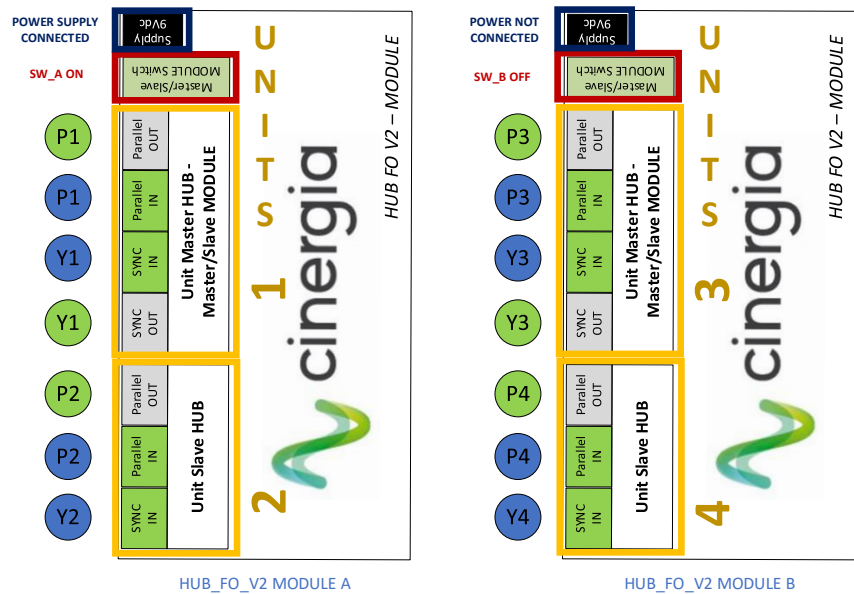 POWER SUPPLY
CONNECTED
Supply
9Vdc
SW_A ON
Master/Slave
MODULE Switch
P1
Parallel
OUT
P1
Parallel
IN
Y1
SYNC
IN
Y1
SYNC
OUT
Unit Master HUB -
Master/Slave MODULE
P2
Parallel
OUT
P2
Parallel
IN
Y2
SYNC
IN
Unit Slave HUB
UNITS
1
2
cinergia
HUB FO V2 – MODULE
HUB_FO_V2 MODULE A
POWER NOT
CONNECTED
Supply
9Vdc
SW_B OFF
Master/Slave
MODULE Switch
P3
Parallel
OUT
P3
Parallel
IN
Y3
SYNC
IN
Y3
SYNC
OUT
Unit Master HUB -
Master/Slave MODULE
P4
Parallel
OUT
P4
Parallel
IN
Y4
SYNC
IN
Unit Slave HUB
UNITS
3
4
cinergia
HUB FO V2 – MODULE
HUB_FO_V2 MODULE B